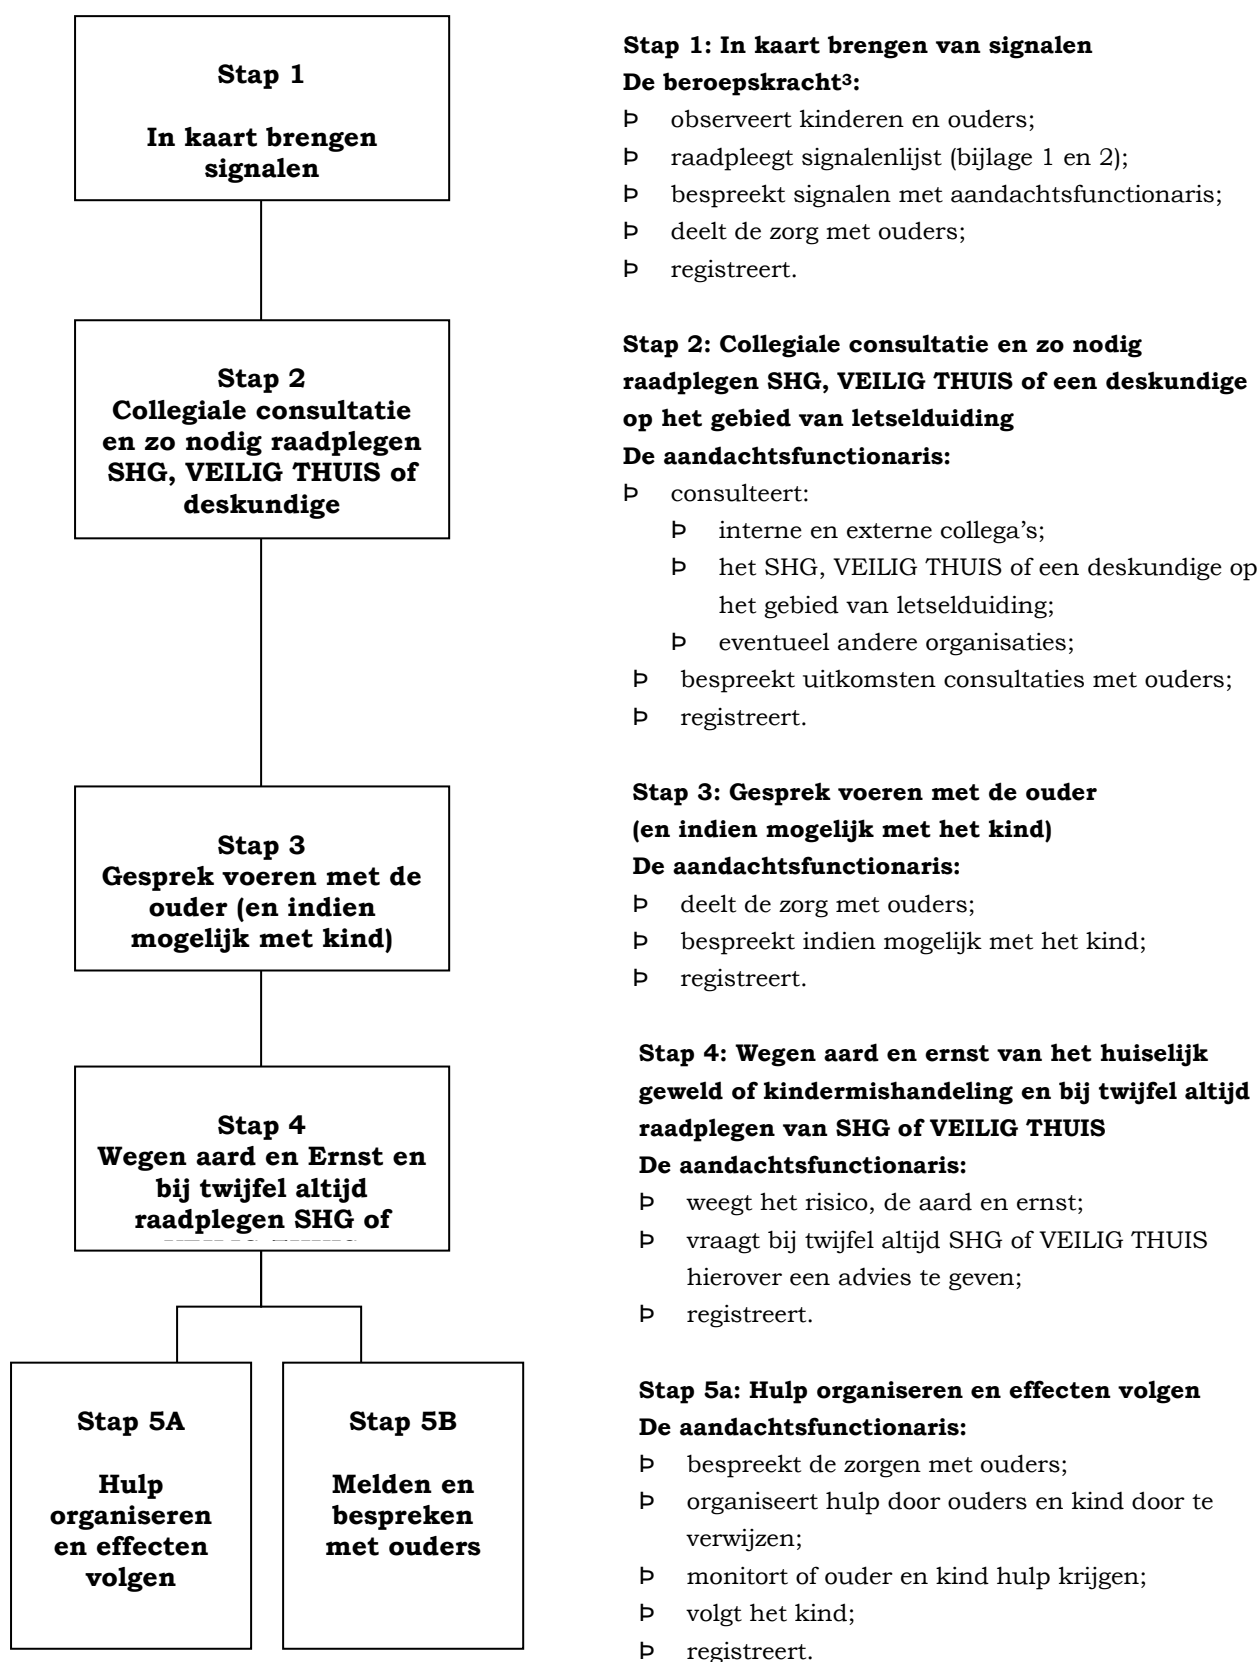 Stap 1
In kaart brengen
signalen
Stap 2
Collegiale consultatie
en zo nodig raadplegen
SHG, VEILIG THUIS of
deskundige
Stap 3
Gesprek voeren met de
ouder (en indien
mogelijk met kind)
Stap 4
Wegen aard en Ernst en
bij twijfel altijd
raadplegen SHG of
Stap 5A
Hulp
organiseren
en effecten
volgen
Stap 5B
Melden en
bespreken
met ouders
Stap 1: In kaart brengen van signalen
De beroepskracht³:
Þ observeert kinderen en ouders;
Þ raadpleegt signalenlijst (bijlage 1 en 2);
Þ bespreekt signalen met aandachtsfunctionaris;
Þ deelt de zorg met ouders;
Þ registreert.
Stap 2: Collegiale consultatie en zo nodig
raadplegen SHG, VEILIG THUIS of een deskundige
op het gebied van letselduiding
De aandachtsfunctionaris:
Þ consulteert:
Þ interne en externe collega’s;
Þ het SHG, VEILIG THUIS of een deskundige op
het gebied van letselduiding;
Þ eventueel andere organisaties;
Þ bespreekt uitkomsten consultaties met ouders;
Þ registreert.
Stap 3: Gesprek voeren met de ouder
(en indien mogelijk met het kind)
De aandachtsfunctionaris:
Þ deelt de zorg met ouders;
Þ bespreekt indien mogelijk met het kind;
Þ registreert.
Stap 4: Wegen aard en ernst van het huiselijk
geweld of kindermishandeling en bij twijfel altijd
raadplegen van SHG of VEILIG THUIS
De aandachtsfunctionaris:
Þ weegt het risico, de aard en ernst;
Þ vraagt bij twijfel altijd SHG of VEILIG THUIS
hierover een advies te geven;
Þ registreert.
Stap 5a: Hulp organiseren en effecten volgen
De aandachtsfunctionaris:
Þ bespreekt de zorgen met ouders;
Þ organiseert hulp door ouders en kind door te
verwijzen;
Þ monitort of ouder en kind hulp krijgen;
Þ volgt het kind;
Þ registreert.